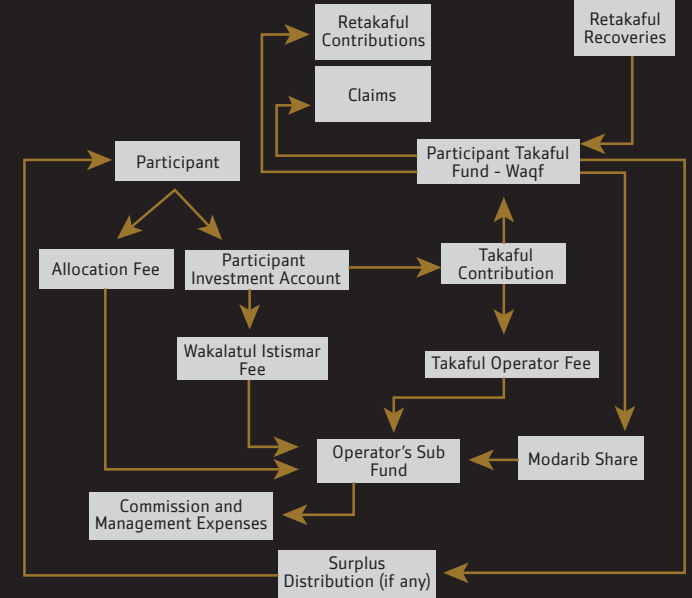 Retakaful
Contributions
Retakaful
Recoveries
Claims
Participant
Participant Takaful
Fund - Waqf
Allocation Fee
Participant
Investment Account
Takaful
Contribution
Wakalatul Istismar
Fee
Takaful Operator Fee
Operator's Sub
Fund
Modarib Share
Commission and
Management Expenses
Surplus
Distribution (if any)